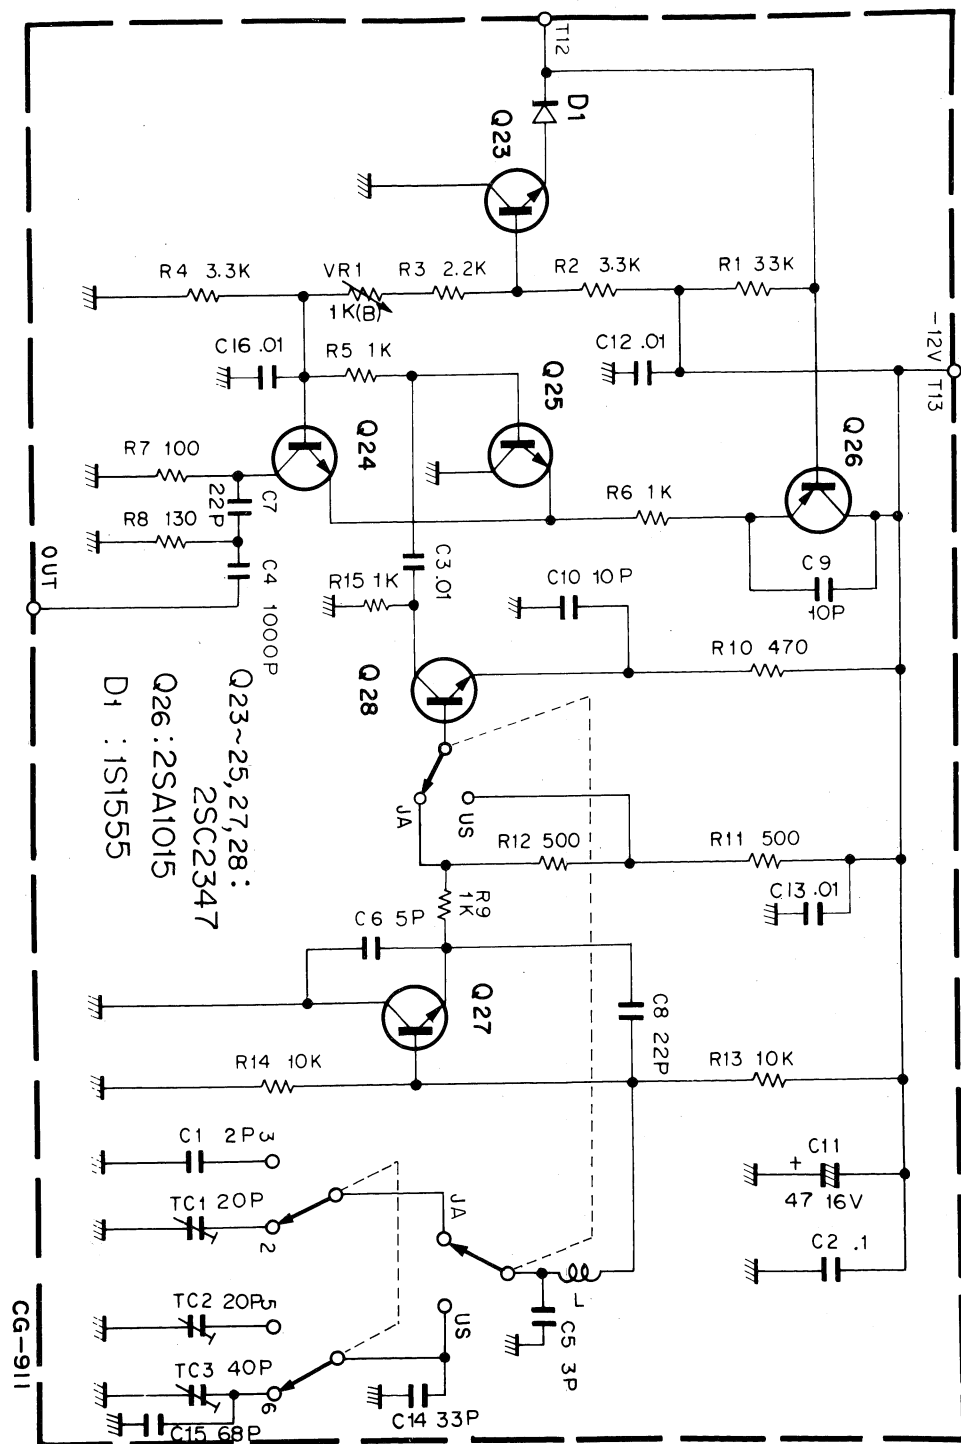 T12
D1
Q23
R4 3.3K
VR1
1K(B)
R3 2.2K
R2 3.3K
R1 33K
-12V
T13
C16 .01
R5 1K
C12 .01
Q25
Q24
Q26
R7 100
C7
22P
R8 130
R6 1K
OUT
C4 1000P
C3 .01
R15 1K
C10 10P
C9
10P
R10 470
Q28
JA
US
R12 500
R11 500
Q23~25,27,28:
2SC2347
Q26:2SA1015
D1 :1S1555
R9
1K
C13 .01
C6 5P
Q27
C8 22P
R14 10K
R13 10K
C1 2P
3
TC1 20P
2
JA
C11
+
47 16V
C2 .1
L
TC2 20P
5
US
C5 3P
TC3 40P
6
C14 33P
C15 68P
CG-911